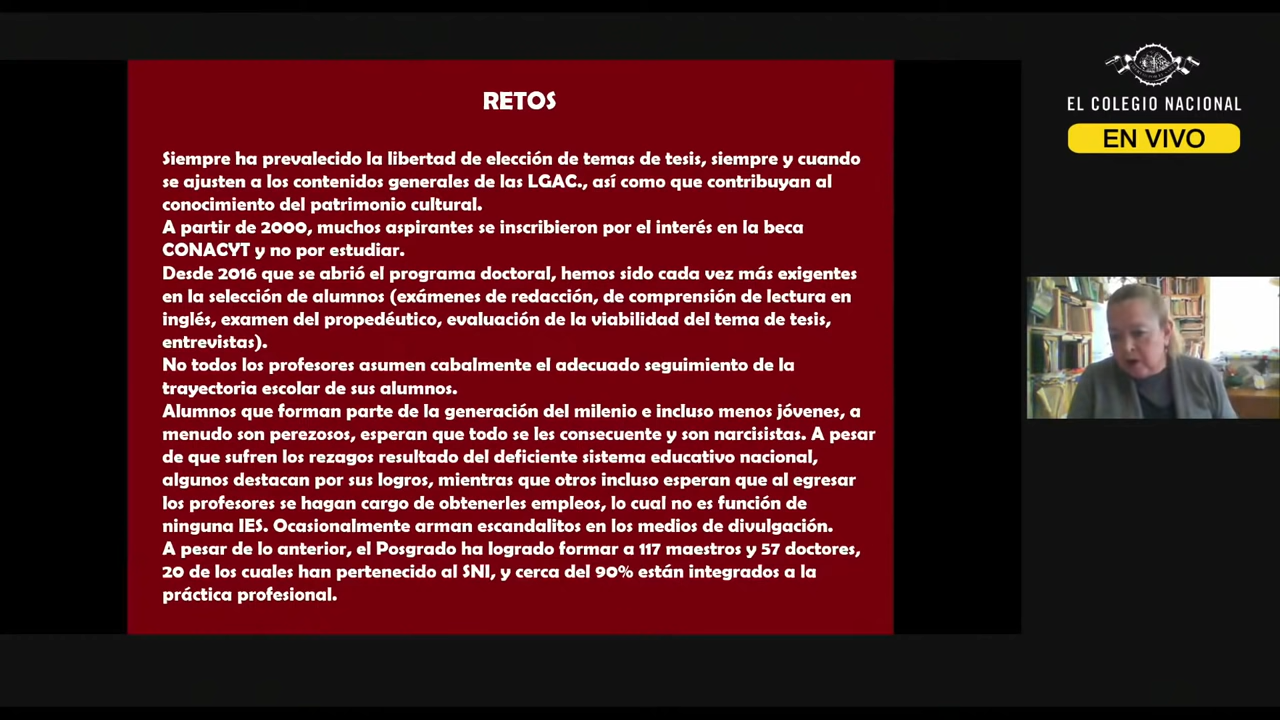 RETOS
Siempre ha prevalecido la libertad de elección de temas de tesis, siempre y cuando
se ajusten a los contenidos generales de las LGAC., así como que contribuyan al
conocimiento del patrimonio cultural.
A partir de 2000, muchos aspirantes se inscribieron por el interés en la beca
CONACYT y no por estudiar.
Desde 2016 que se abrió el programa doctoral, hemos sido cada vez más exigentes
en la selección de alumnos (exámenes de redacción, de comprensión de lectura en
inglés, examen del propedéutico, evaluación de la viabilidad del tema de tesis,
entrevistas).
No todos los profesores asumen cabalmente el adecuado seguimiento de la
trayectoria escolar de sus alumnos.
Alumnos que forman parte de la generación del milenio e incluso menos jóvenes, a
menudo son perezosos, esperan que todo se les consecuente y son narcisistas. A pesar
de que sufren los rezagos resultado del deficiente sistema educativo nacional,
algunos destacan por sus logros, mientras que otros incluso esperan que al egresar
los profesores se hagan cargo de obtenerles empleos, lo cual no es función de
ninguna IES. Ocasionalmente arman escandalitos en los medios de divulgación.
A pesar de lo anterior, el Posgrado ha logrado formar a 117 maestros y 57 doctores,
20 de los cuales han pertenecido al SNI, y cerca del 90% están integrados a la
práctica profesional.
EL COLEGIO NACIONAL
EN VIVO